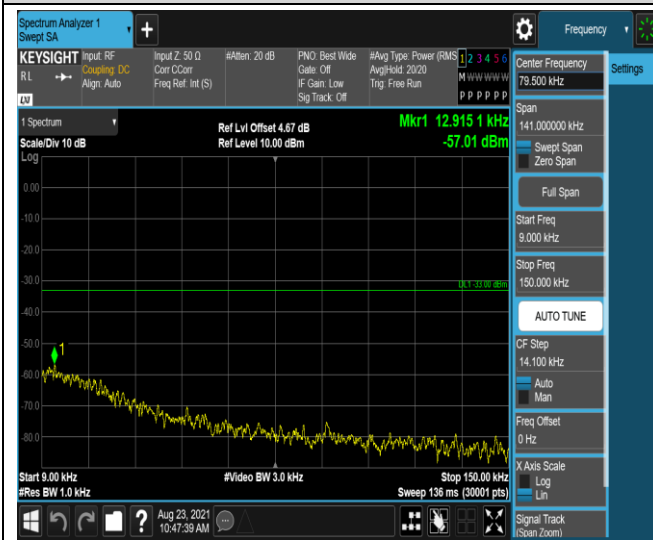 Spectrum Analyzer 1
Swept SA
+
Frequency
KEYSIGHT
RL
LXI
Input: RF
Coupling: DC
Align: Auto
Input Z: 50 Ω
Corr CCorr
Freq Ref: Int (S)
#Atten: 20 dB
PNO: Best Wide
Gate: Off
IF Gain: Low
Sig Track: Off
#Avg Type: Power (RMS
Avg|Hold: 20/20
Trig: Free Run
1 2 3 4 5 6
M W W W W W
P P P P P P
1 Spectrum
Scale/Div 10 dB
Log
Ref Lvl Offset 4.67 dB
Ref Level 10.00 dBm
Mkr1 12.915 1 kHz
-57.01 dBm
0.00
-10.0
-20.0
-30.0
-40.0
-50.0
-60.0
-70.0
-80.0
DL1 -33.00 dBm
1
Start 9.00 kHz
#Res BW 1.0 kHz
#Video BW 3.0 kHz
Stop 150.00 kHz
Sweep 136 ms (30001 pts)
?
Aug 23, 2021
10:47:39 AM
Center Frequency
79.500 kHz
Settings
Span
141.000000 kHz
Swept Span
Zero Span
Full Span
Start Freq
9.000 kHz
Stop Freq
150.000 kHz
AUTO TUNE
CF Step
14.100 kHz
Auto
Man
Freq Offset
0 Hz
X Axis Scale
Log
Lin
Signal Track
(Span Zoom)